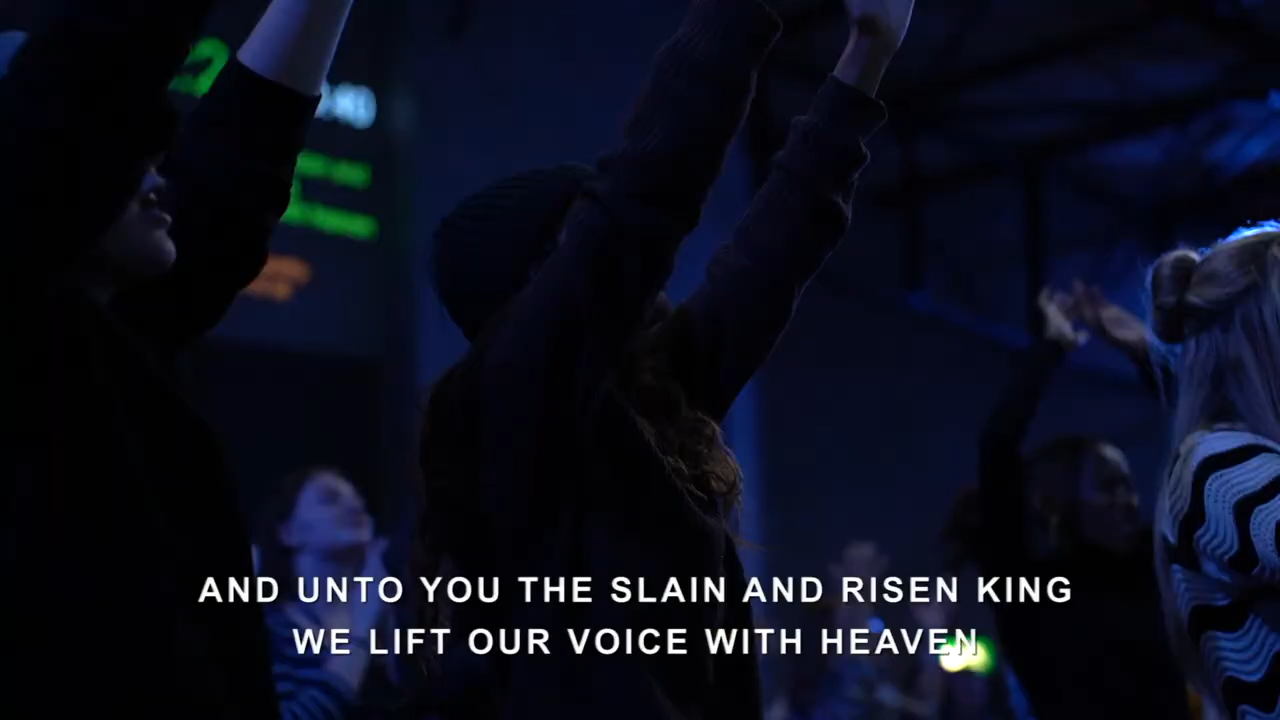 AND UNTO YOU THE SLAIN AND RISEN KING
WE LIFT OUR VOICE WITH HEAVEN